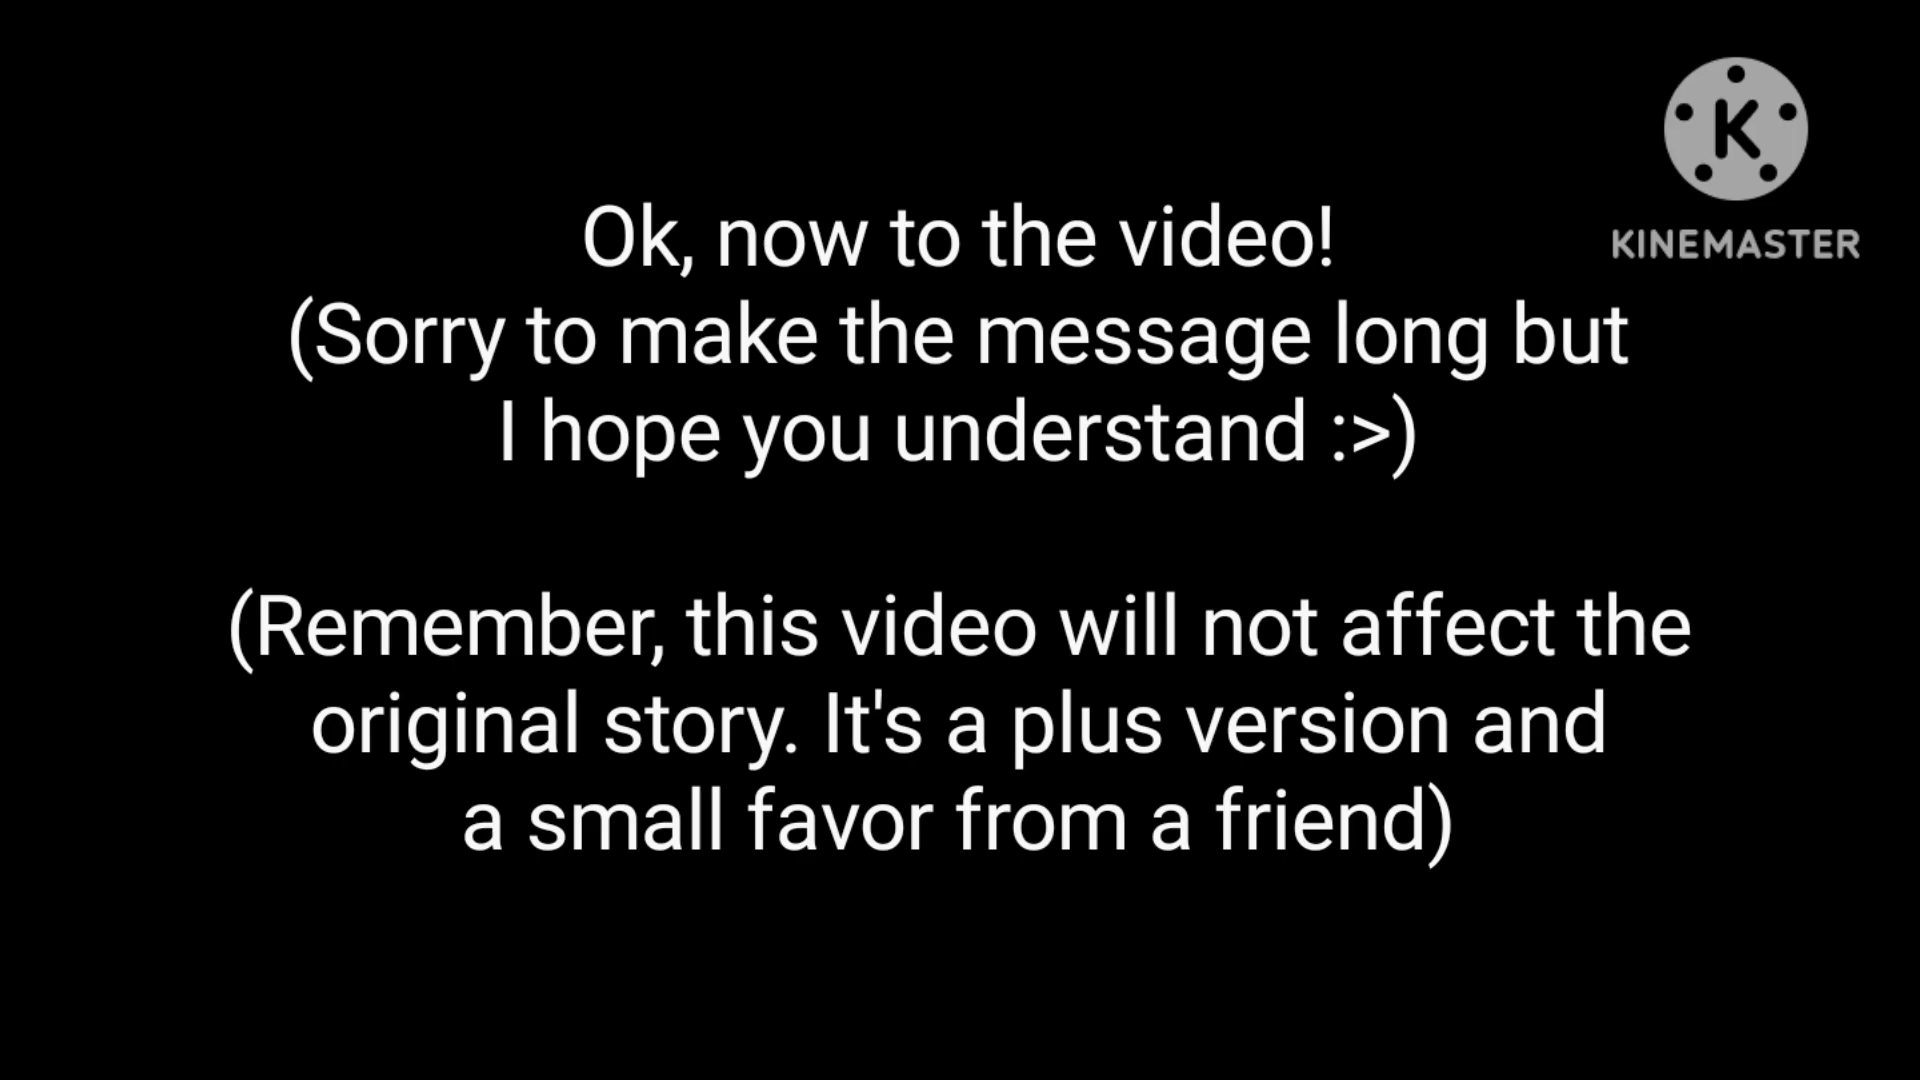 K
KINEMASTER
Ok, now to the video!
(Sorry to make the message long but
I hope you understand :>)
(Remember, this video will not affect the
original story. It's a plus version and
a small favor from a friend)